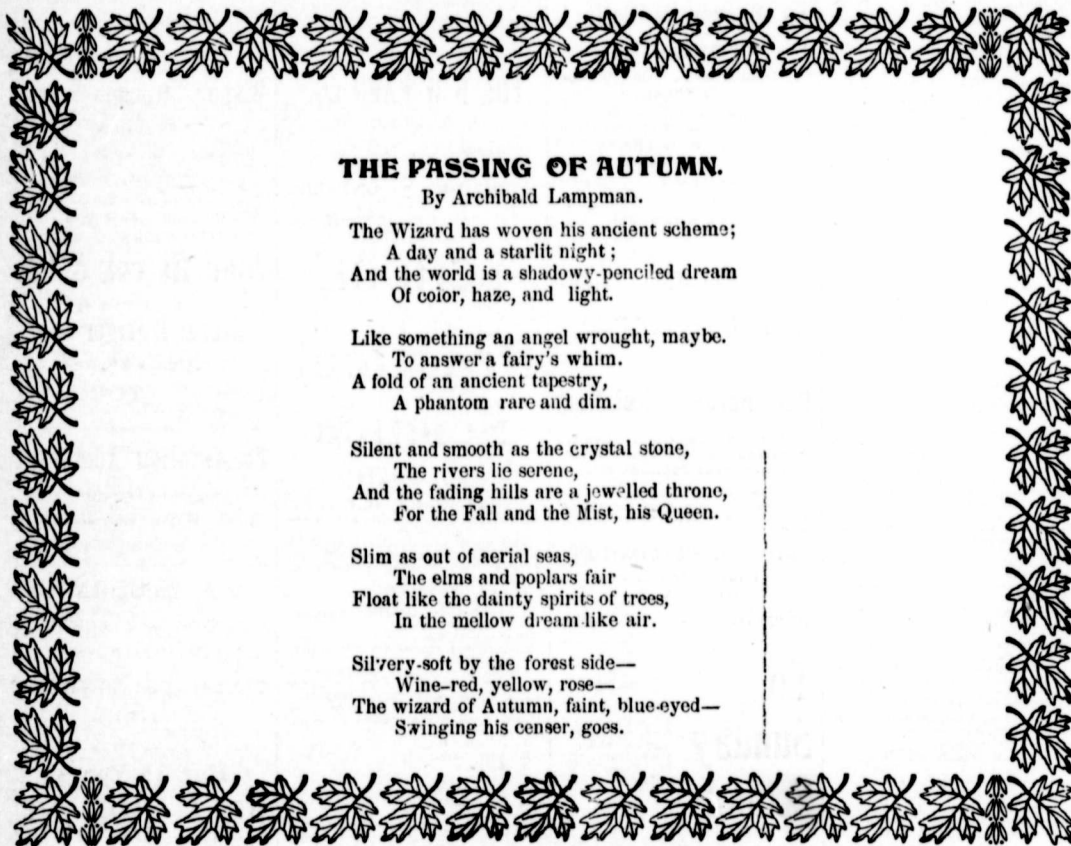 THE PASSING OF AUTUMN.
By Archibald Lampman.
The Wizard has woven his ancient scheme;
A day and a starlit night;
And the world is a shadowy-penciled dream
Of color, haze, and light.
Like something an angel wrought, maybe.
To answer a fairy's whim.
A fold of an ancient tapestry,
A phantom rare and dim.
Silent and smooth as the crystal stone,
The rivers lie serene,
And the fading hills are a jewelled throne,
For the Fall and the Mist, his Queen.
Slim as out of aerial seas,
The elms and poplars fair
Float like the dainty spirits of trees,
In the mellow dream-like air.
Silvery-soft by the forest side—
Wine-red, yellow, rose—
The wizard of Autumn, faint, blue-eyed—
Swinging his censer, goes.